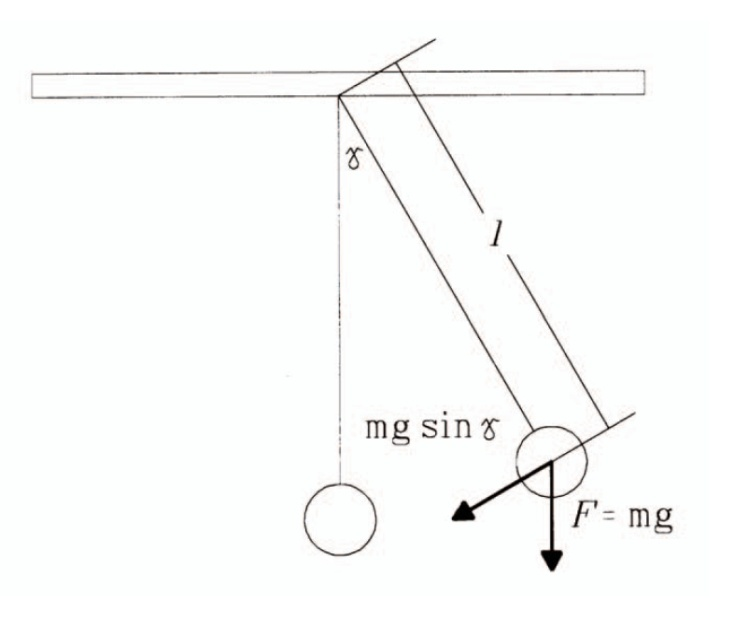 γ
l
mg sin γ
F = mg